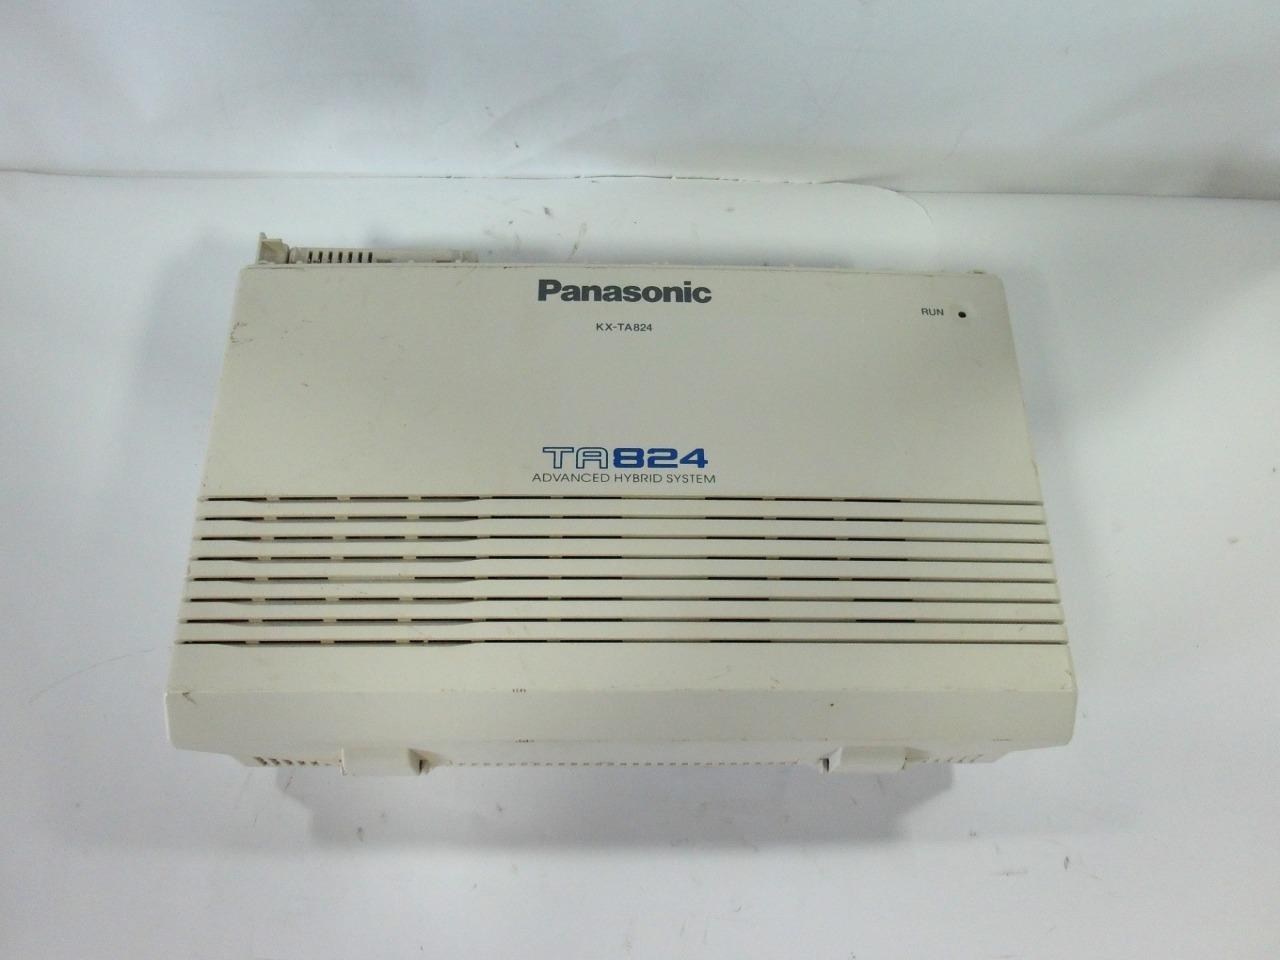 Panasonic
KX-TA824
RUN
TA824
ADVANCED HYBRID SYSTEM